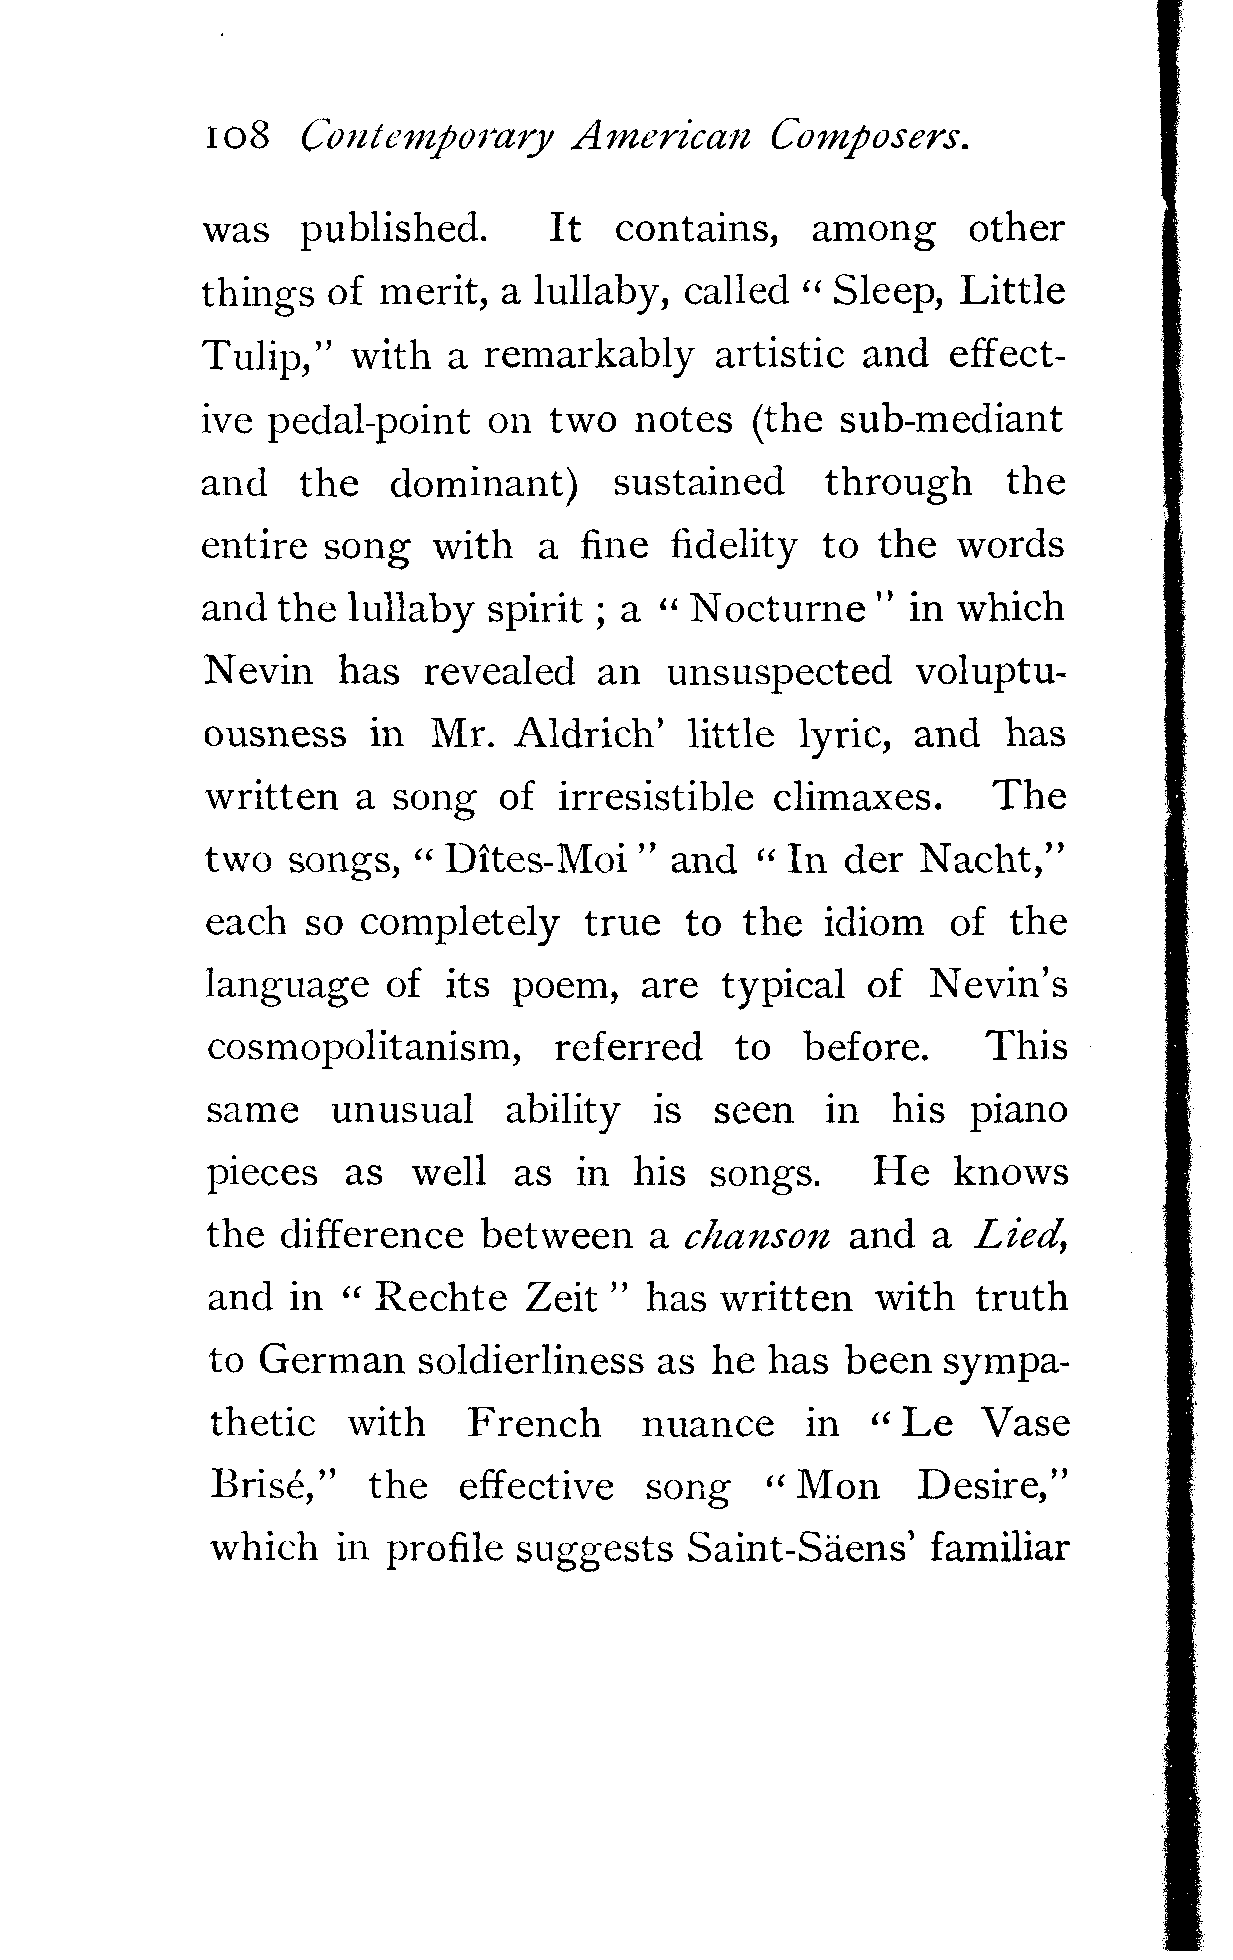 108 Contemporary American Composers.
was published. It contains, among other
things of merit, a lullaby, called “ Sleep, Little
Tulip,” with a remarkably artistic and effect-
ive pedal-point on two notes (the sub-mediant
and the dominant) sustained through the
entire song with a fine fidelity to the words
and the lullaby spirit ; a “ Nocturne ” in which
Nevin has revealed an unsuspected voluptu-
ousness in Mr. Aldrich’ little lyric, and has
written a song of irresistible climaxes. The
two songs, “ Dîtes-Moi ” and “ In der Nacht,”
each so completely true to the idiom of the
language of its poem, are typical of Nevin’s
cosmopolitanism, referred to before. This
same unusual ability is seen in his piano
pieces as well as in his songs. He knows
the difference between a chanson and a Lied,
and in “ Rechte Zeit ” has written with truth
to German soldierliness as he has been sympa-
thetic with French nuance in “ Le Vase
Brisé,” the effective song “ Mon Desire,”
which in profile suggests Saint-Säens’ familiar